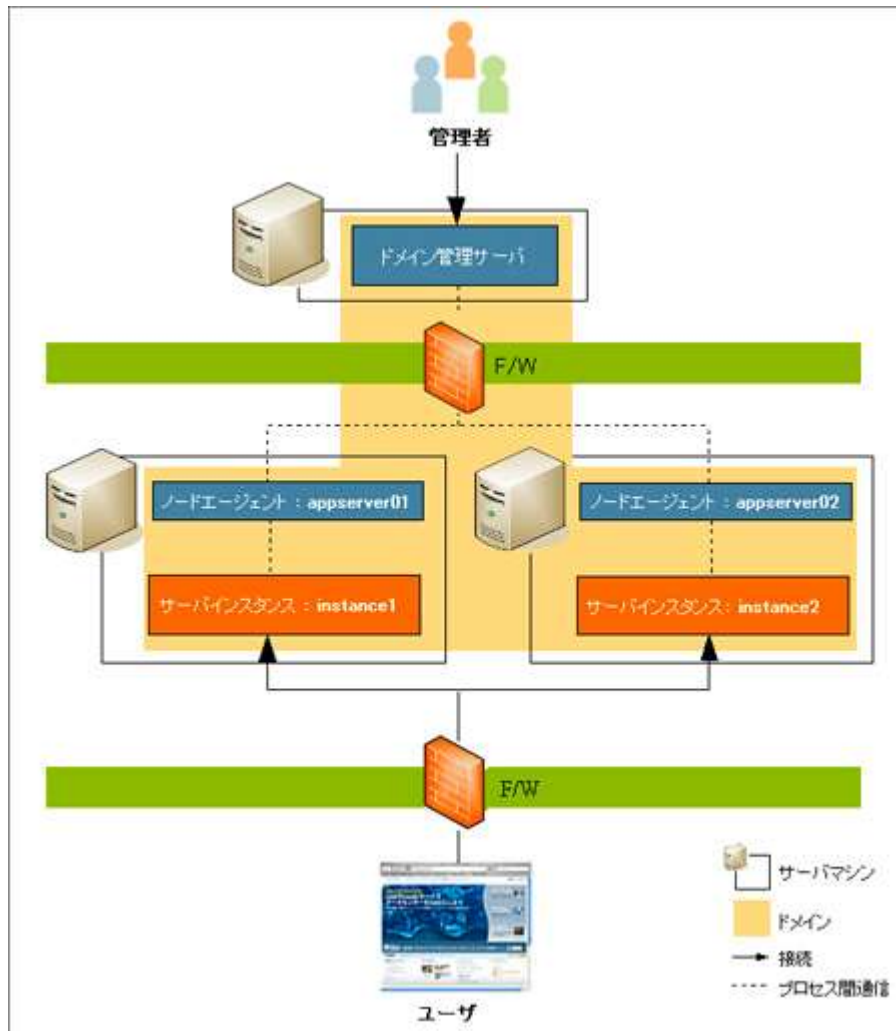 管理者
ドメイン管理サーバ
F/W
ノードエージェント：appserver01
ノードエージェント：appserver02
サーバインスタンス：instance1
サーバインスタンス：instance2
F/W
サーバマシン
ドメイン
接続
プロセス間通信
ユーザ